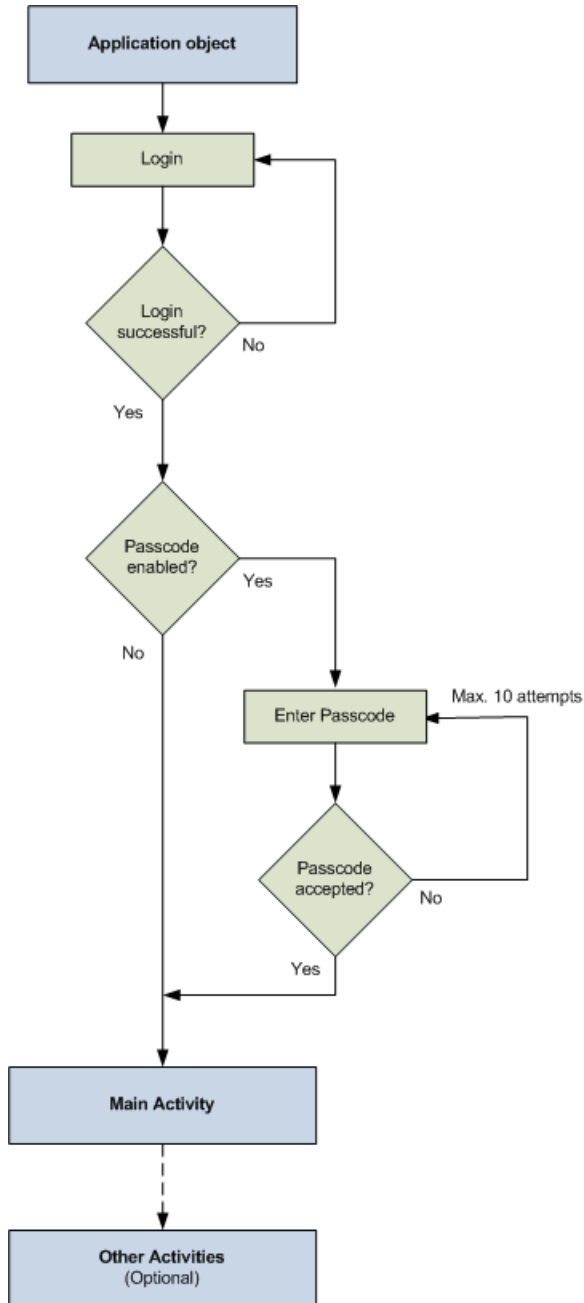 Application object
Login
Login
successful?
No
Yes
Passcode
enabled?
Yes
No
Max. 10 attempts
Enter Passcode
Passcode
accepted?
No
Yes
Main Activity
Other Activities
(Optional)